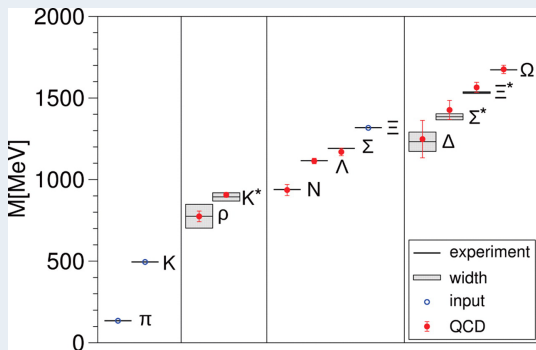 2000
1500
1000
500
0
M[MeV]
π
K
ρ
K*
N
Λ
Σ
Ξ
Δ
Σ*
Ξ*
Ω
experiment
width
input
QCD